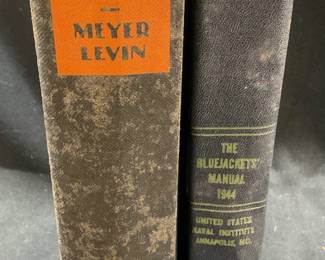 MEYER
LEVIN
THE
BLUEJACKETS'
MANUAL
1944
UNITED STATES
NAVAL INSTITUTE
ANNAPOLIS, MD.